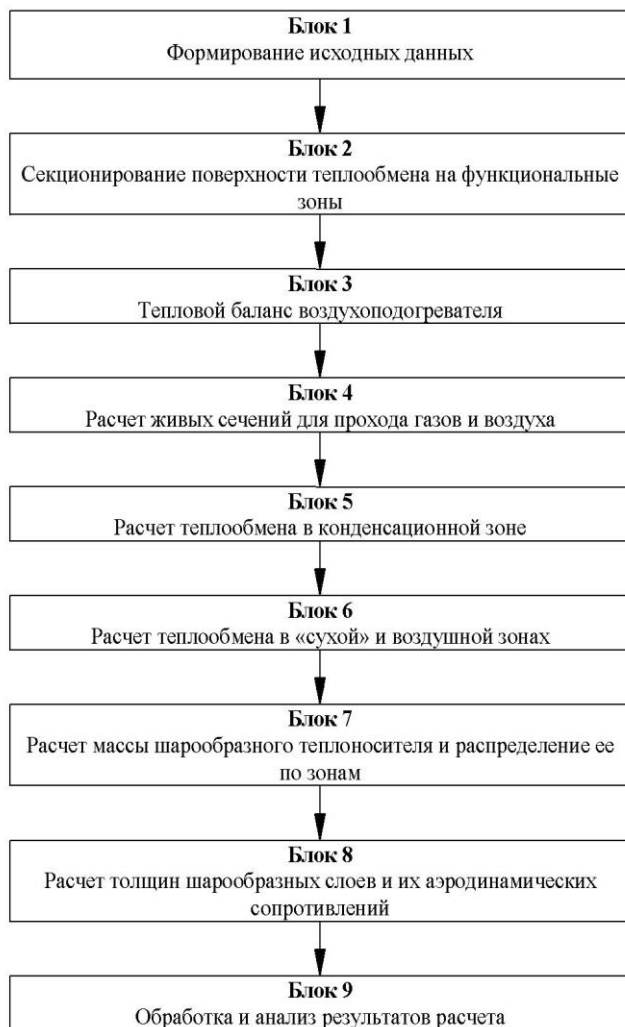 Блок 1
Формирование исходных данных
Блок 2
Секционирование поверхности теплообмена на функциональные
зоны
Блок 3
Тепловой баланс воздухоподогревателя
Блок 4
Расчет живых сечений для прохода газов и воздуха
Блок 5
Расчет теплообмена в конденсационной зоне
Блок 6
Расчет теплообмена в «сухой» и воздушной зонах
Блок 7
Расчет массы шарообразного теплоносителя и распределение ее
по зонам
Блок 8
Расчет толщин шарообразных слоев и их аэродинамических
сопротивлений
Блок 9
Обработка и анализ результатов расчета